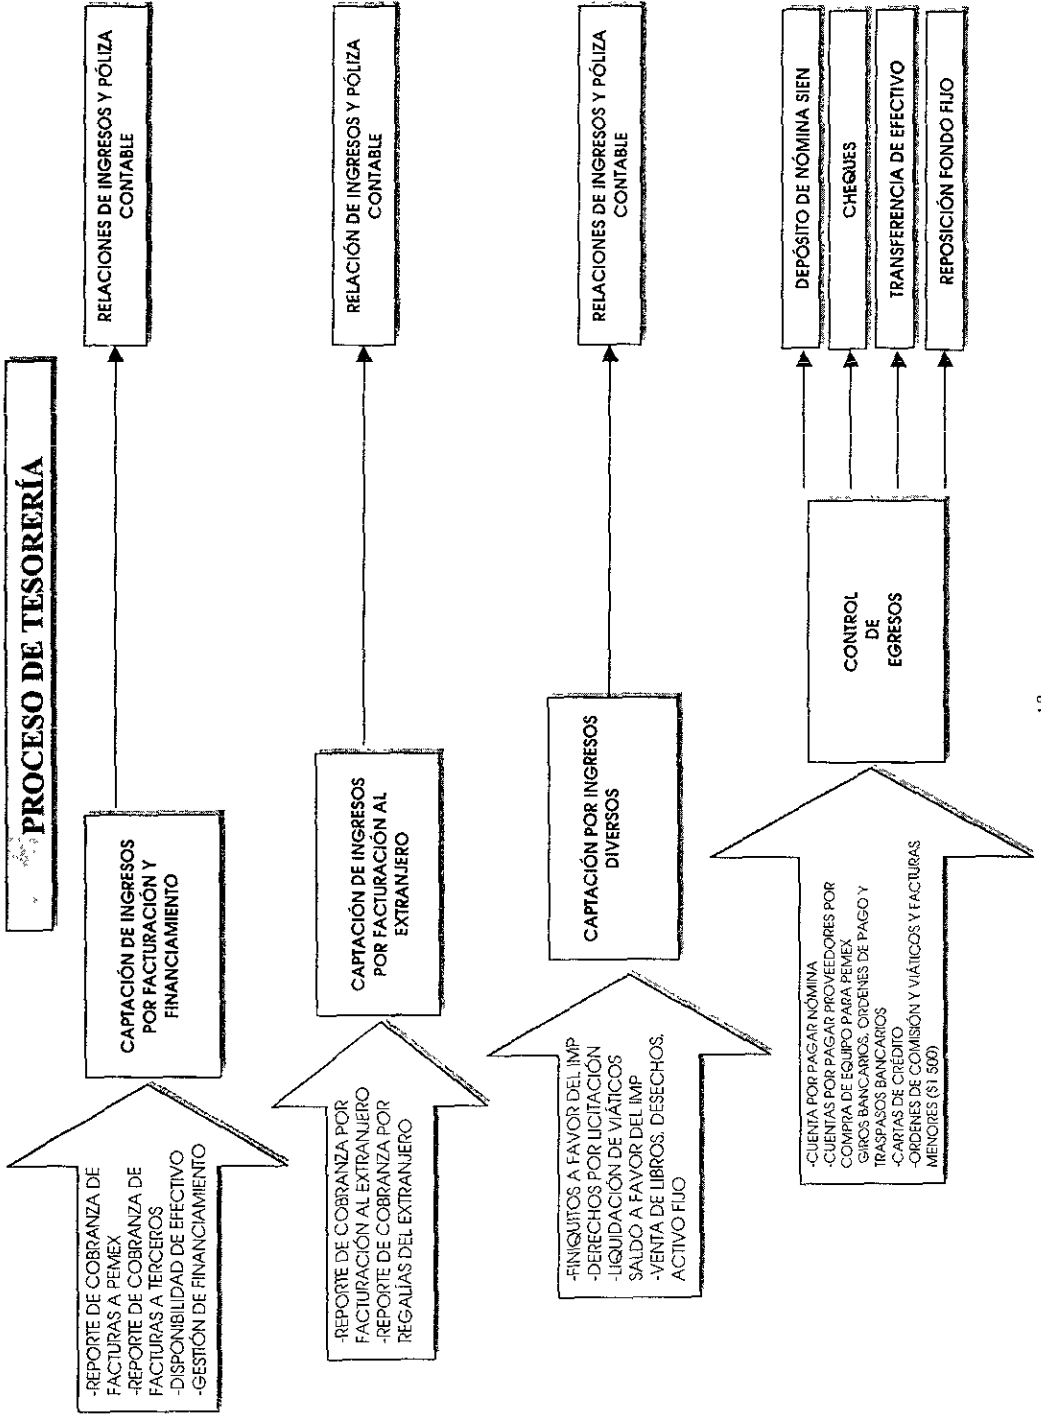 PROCESO DE TESORERÍA
-REPORTE DE COBRANZA DE
FACTURAS A PEMEX
-REPORTE DE COBRANZA DE
FACTURAS A TERCEROS
-DISPONIBILIDAD DE EFECTIVO
-GESTIÓN DE FINANCIAMIENTO
CAPTACIÓN DE INGRESOS
POR FACTURACIÓN Y
FINANCIAMIENTO
RELACIONES DE INGRESOS Y PÓLIZA
CONTABLE
-REPORTE DE COBRANZA POR
FACTURACIÓN AL EXTRANJERO
-REPORTE DE COBRANZA POR
REGALÍAS DEL EXTRANJERO
CAPTACIÓN DE INGRESOS
POR FACTURACIÓN AL
EXTRANJERO
RELACIÓN DE INGRESOS Y PÓLIZA
CONTABLE
-FINIQUITOS A FAVOR DEL IMP
-DERECHOS POR LICITACIÓN
-LIQUIDACIÓN DE VIÁTICOS
SALDO A FAVOR DEL IMP
-VENTA DE LIBROS, DESECHOS,
ACTIVO FIJO
CAPTACIÓN POR INGRESOS
DIVERSOS
RELACIONES DE INGRESOS Y PÓLIZA
CONTABLE
-CUENTA POR PAGAR NÓMINA
-CUENTAS POR PAGAR PROVEEDORES POR
COMPRA DE EQUIPO PARA PEMEX
GIROS BANCARIOS, ORDENES DE PAGO Y
TRASPASOS BANCARIOS
-CARTAS DE CRÉDITO
-ORDENES DE COMISIÓN Y VIÁTICOS Y FACTURAS
MENORES ($1 500)
CONTROL
DE
EGRESOS
DEPÓSITO DE NÓMINA SIEN
CHEQUES
TRANSFERENCIA DE EFECTIVO
REPOSICIÓN FONDO FIJO